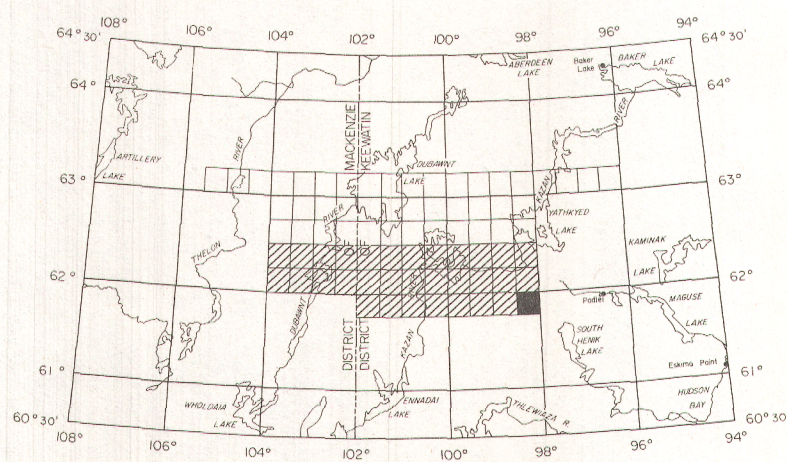 108° 106° 104° 102° 100° 98° 96° 94°
64° 30' 64° 30'
ABERDEEN
LAKE
Baker
Lake
BAKER LAKE
64° 64°
RIVER
MACKENZIE
KEEWATIN
RIVER
ARTILLERY
LAKE
DUBAWNT
LAKE
63° 63°
KAZAN
RIVER
YATHKYED
LAKE
KAMINAK
LAKE
THELON
OF
OF
62° 62°
RIVER
Padlei
MAGUSE
LAKE
DUBAWNT
DISTRICT
DISTRICT
KAZAN
SOUTH
HENIK
LAKE
Eskimo Point
61° 61°
WHOLDAIA
LAKE
ENNADAI
LAKE
THLEWIAZA R.
HUDSON
BAY
60° 30' 60° 30'
108° 106° 104° 102° 100° 98° 96° 94°